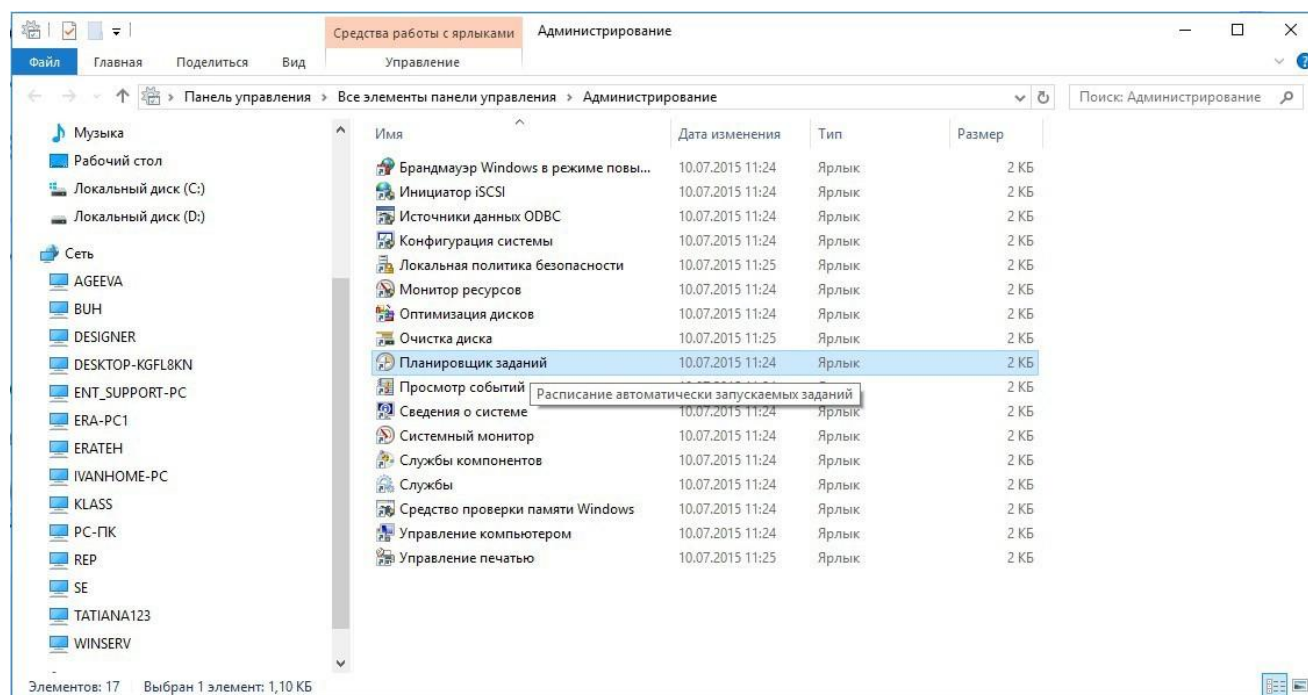 Средства работы с ярлыками Администрирование
Файл Главная Поделиться Вид Управление
Панель управления > Все элементы панели управления > Администрирование Поиск: Администрирование
Музыка
Рабочий стол
Локальный диск (C:)
Локальный диск (D:)
Сеть
AGEEVA
BUH
DESIGNER
DESKTOP-KGFL8KN
ENT_SUPPORT-PC
ERA-PC1
ERATEH
IVANHOME-PC
KLASS
PC-ПК
REP
SE
TATIANA123
WINSERV
Имя Дата изменения Тип Размер
Брандмауэр Windows в режиме повы... 10.07.2015 11:24 Ярлык 2 КБ
Инициатор iSCSI 10.07.2015 11:24 Ярлык 2 КБ
Источники данных ODBC 10.07.2015 11:24 Ярлык 2 КБ
Конфигурация системы 10.07.2015 11:24 Ярлык 2 КБ
Локальная политика безопасности 10.07.2015 11:25 Ярлык 2 КБ
Монитор ресурсов 10.07.2015 11:24 Ярлык 2 КБ
Оптимизация дисков 10.07.2015 11:24 Ярлык 2 КБ
Очистка диска 10.07.2015 11:25 Ярлык 2 КБ
Планировщик заданий 10.07.2015 11:24 Ярлык 2 КБ
Просмотр событий 2 КБ
Расписание автоматически запускаемых заданий
Сведения о системе 10.07.2015 11:24 Ярлык 2 КБ
Системный монитор 10.07.2015 11:24 Ярлык 2 КБ
Службы компонентов 10.07.2015 11:24 Ярлык 2 КБ
Службы 10.07.2015 11:24 Ярлык 2 КБ
Средство проверки памяти Windows 10.07.2015 11:24 Ярлык 2 КБ
Управление компьютером 10.07.2015 11:24 Ярлык 2 КБ
Управление печатью 10.07.2015 11:25 Ярлык 2 КБ
Элементов: 17 Выбран 1 элемент: 1,10 КБ